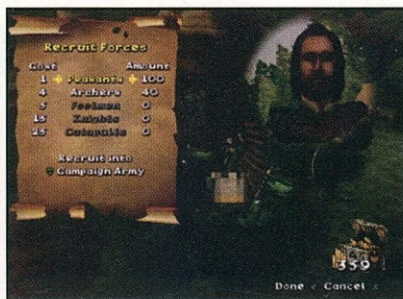 Recruit Forces
Cost Amount
1 Peasants 100
4 Archers 40
5 Footmen 0
15 Knights 0
25 Catapults 0
Recruit into
Campaign Army
359
Done Cancel